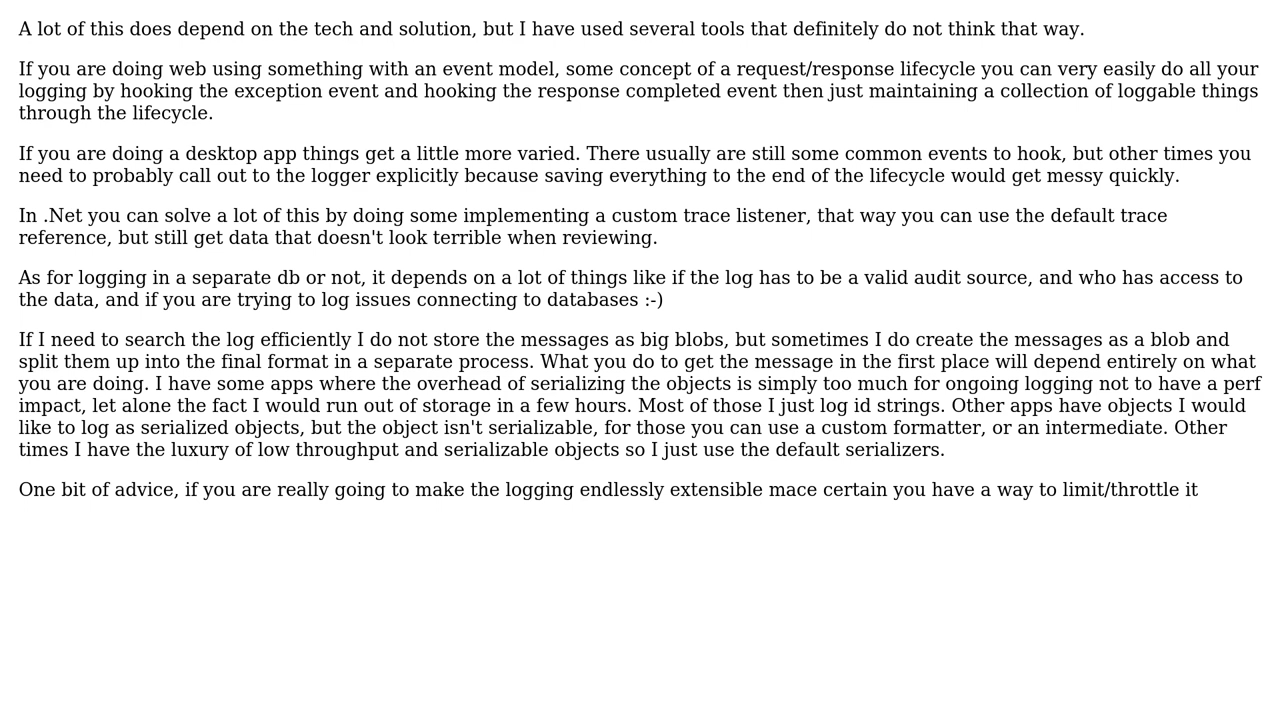 A lot of this does depend on the tech and solution, but I have used several tools that definitely do not think that way.
If you are doing web using something with an event model, some concept of a request/response lifecycle you can very easily do all your
logging by hooking the exception event and hooking the response completed event then just maintaining a collection of loggable things
through the lifecycle.
If you are doing a desktop app things get a little more varied. There usually are still some common events to hook, but other times you
need to probably call out to the logger explicitly because saving everything to the end of the lifecycle would get messy quickly.
In .Net you can solve a lot of this by doing some implementing a custom trace listener, that way you can use the default trace
reference, but still get data that doesn't look terrible when reviewing.
As for logging in a separate db or not, it depends on a lot of things like if the log has to be a valid audit source, and who has access to
the data, and if you are trying to log issues connecting to databases :-)
If I need to search the log efficiently I do not store the messages as big blobs, but sometimes I do create the messages as a blob and
split them up into the final format in a separate process. What you do to get the message in the first place will depend entirely on what
you are doing. I have some apps where the overhead of serializing the objects is simply too much for ongoing logging not to have a perf
impact, let alone the fact I would run out of storage in a few hours. Most of those I just log id strings. Other apps have objects I would
like to log as serialized objects, but the object isn't serializable, for those you can use a custom formatter, or an intermediate. Other
times I have the luxury of low throughput and serializable objects so I just use the default serializers.
One bit of advice, if you are really going to make the logging endlessly extensible mace certain you have a way to limit/throttle it